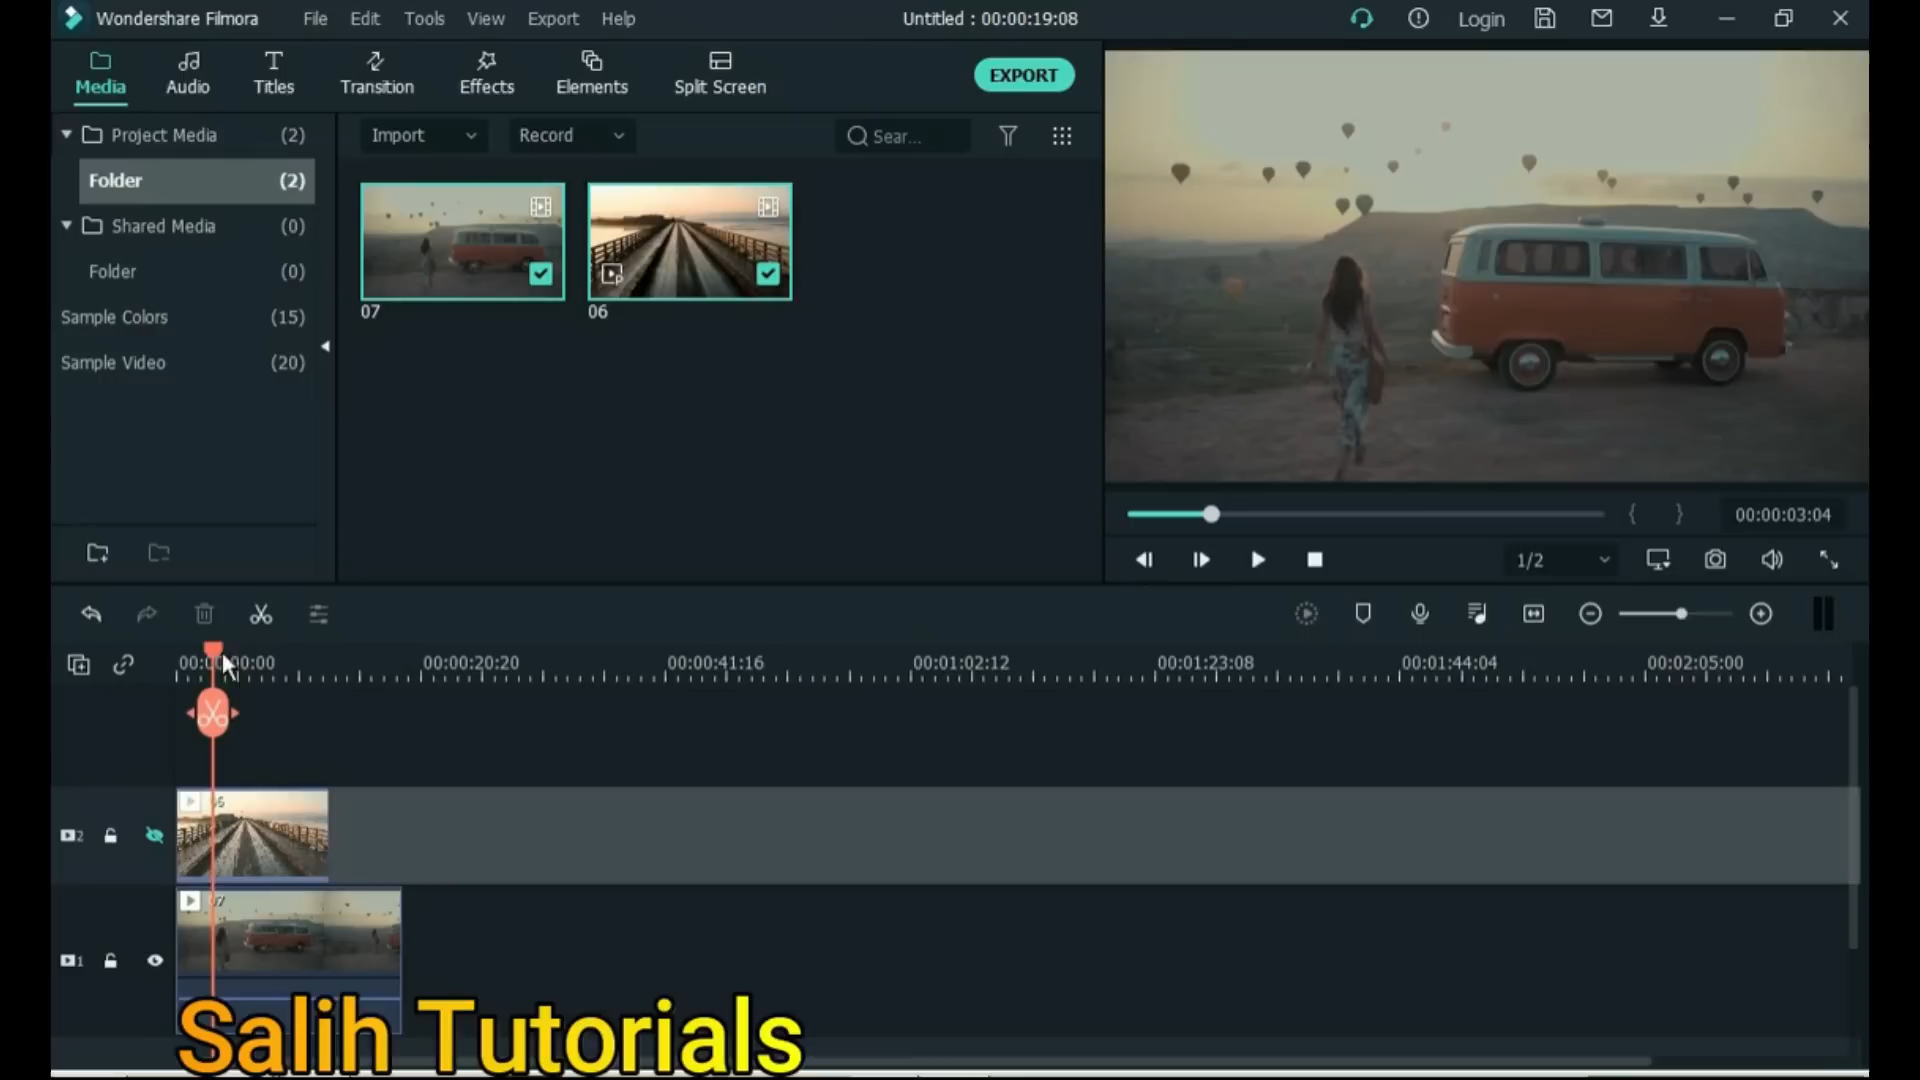 Wondershare Filmora File Edit Tools View Export Help Untitled : 00:00:19:08 Login
Media Audio Titles Transition Effects Elements Split Screen EXPORT
Project Media (2) Import Record Sear...
Folder (2)
Shared Media (0)
Folder (0)
Sample Colors (15)
Sample Video (20)
07 06
00:00:03:04
1/2
00:00:00:00 00:00:20:20 00:00:41:16 00:01:02:12 00:01:23:08 00:01:44:04 00:02:05:00
06
2
07
1
Salih Tutorials